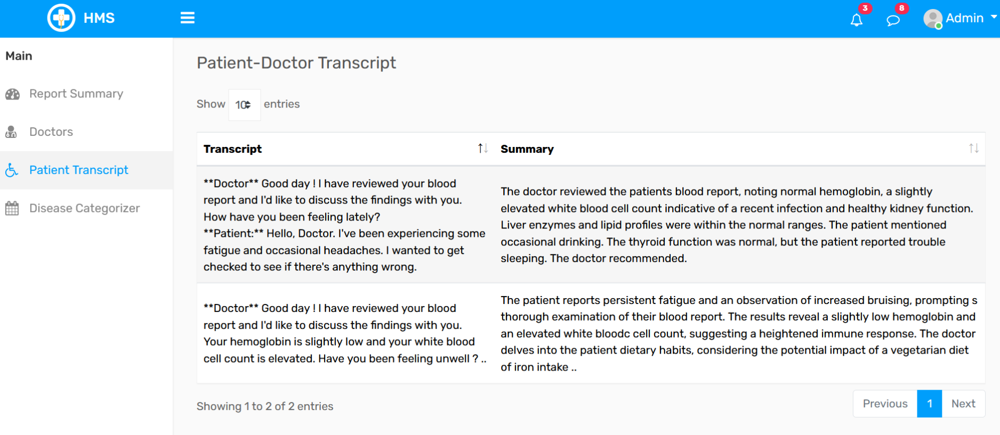 HMS
3
8
Admin
Main
Report Summary
Doctors
Patient Transcript
Disease Categorizer
Patient-Doctor Transcript
Show 10 entries
Transcript
Summary
**Doctor** Good day ! I have reviewed your blood
report and I'd like to discuss the findings with you.
How have you been feeling lately?
**Patient:** Hello, Doctor. I've been experiencing some
fatigue and occasional headaches. I wanted to get
checked to see if there's anything wrong.
The doctor reviewed the patients blood report, noting normal hemoglobin, a slightly
elevated white blood cell count indicative of a recent infection and healthy kidney function.
Liver enzymes and lipid profiles were within the normal ranges. The patient mentioned
occasional drinking. The thyroid function was normal, but the patient reported trouble
sleeping. The doctor recommended.
**Doctor** Good day ! I have reviewed your blood
report and I'd like to discuss the findings with you.
Your hemoglobin is slightly low and your white blood
cell count is elevated. Have you been feeling unwell ? ..
The patient reports persistent fatigue and an observation of increased bruising, prompting s
thorough examination of their blood report. The results reveal a slightly low hemoglobin and
an elevated white bloodc cell count, suggesting a heightened immune response. The doctor
delves into the patient dietary habits, considering the potential impact of a vegetarian diet
of iron intake ..
Showing 1 to 2 of 2 entries
Previous
1
Next